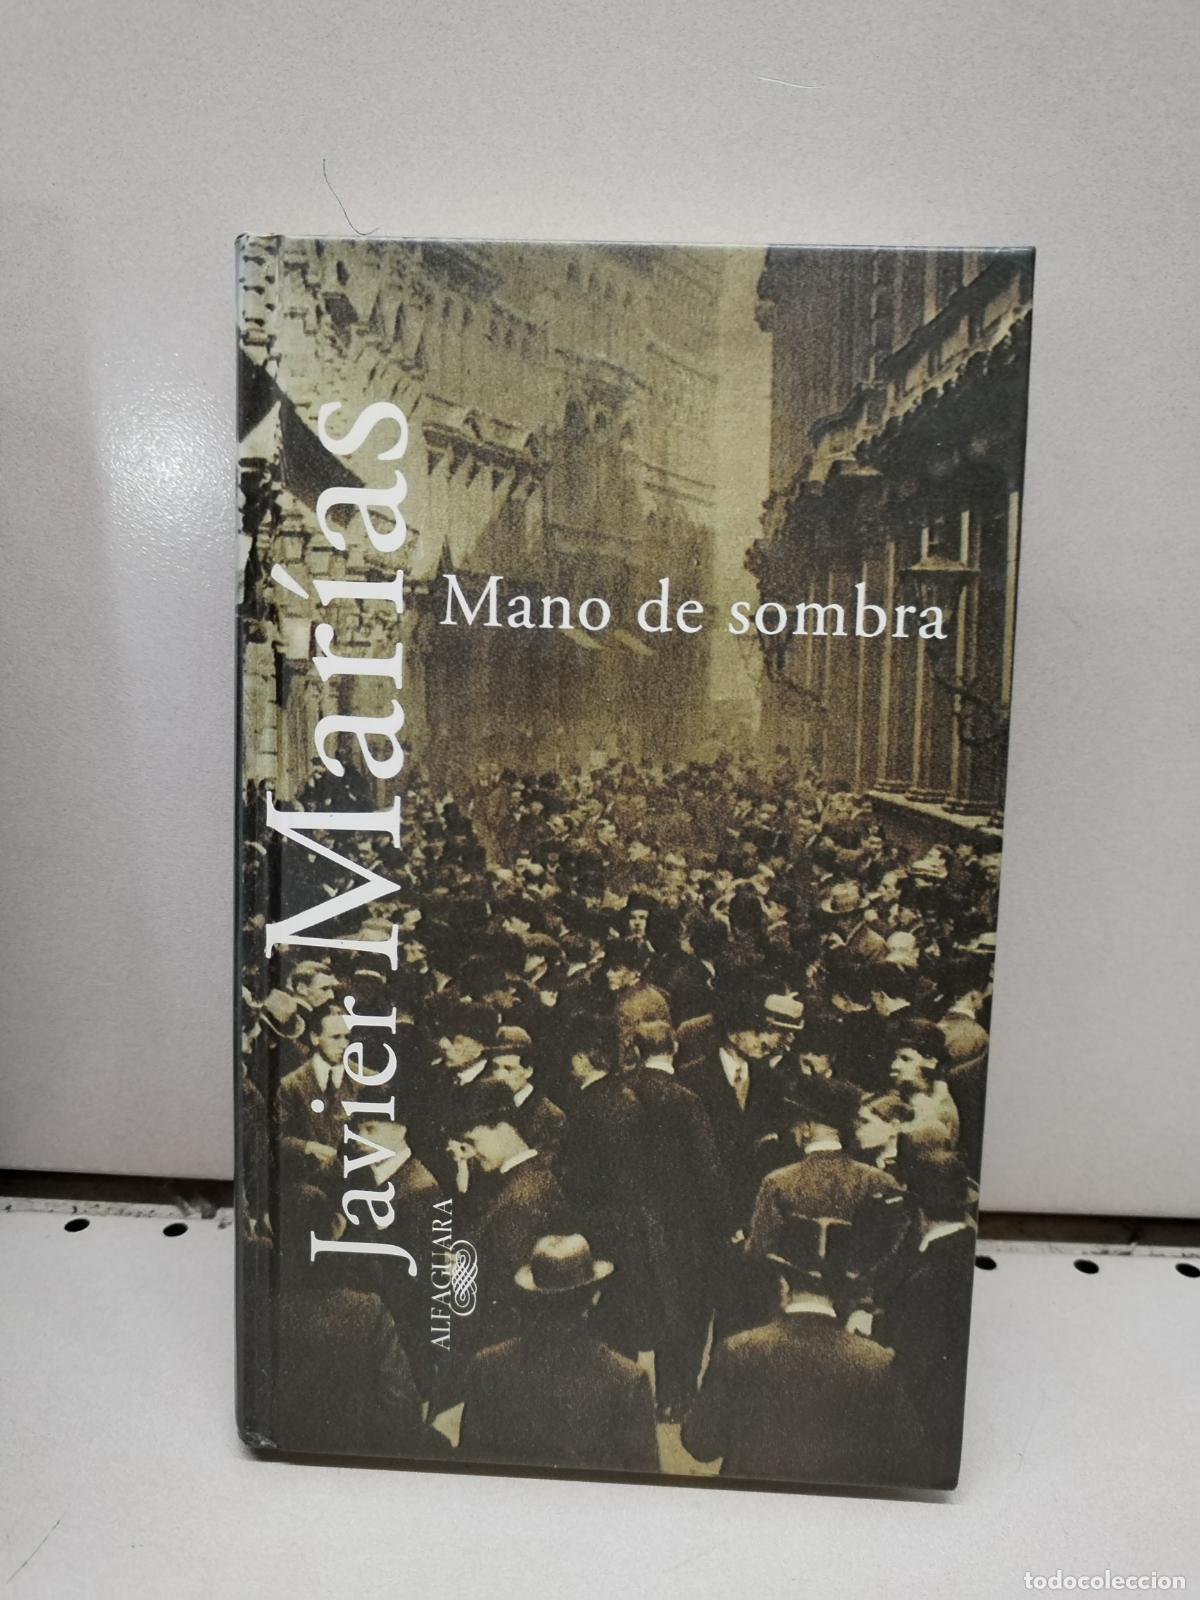 Javier Marías
Mano de sombra
ALFAGUARA
todocoleccion